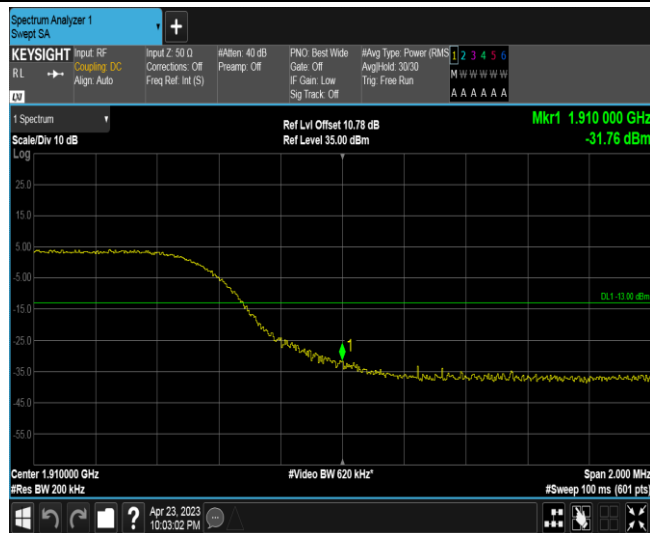 Spectrum Analyzer 1
Swept SA
+
KEYSIGHT
RL
LXI
Input: RF
Coupling: DC
Align: Auto
Input Z: 50 Ω
Corrections: Off
Freq Ref: Int (S)
#Atten: 40 dB
Preamp: Off
PNO: Best Wide
Gate: Off
IF Gain: Low
Sig Track: Off
#Avg Type: Power (RMS
Avg|Hold: 30/30
Trig: Free Run
1 2 3 4 5 6
M W W W W W
A A A A A A
1 Spectrum
Scale/Div 10 dB
Log
Ref Lvl Offset 10.78 dB
Ref Level 35.00 dBm
Mkr1 1.910 000 GHz
-31.76 dBm
25.0
15.0
5.00
-5.00
DL1 -13.00 dBm
-15.0
-25.0
1
-35.0
-45.0
-55.0
Center 1.910000 GHz
#Res BW 200 kHz
#Video BW 620 kHz*
Span 2.000 MHz
#Sweep 100 ms (601 pts)
?
Apr 23, 2023
10:03:02 PM